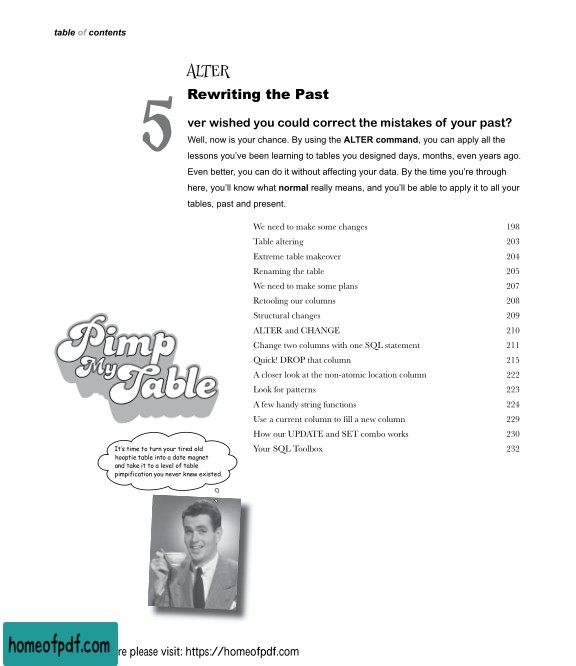 table of contents
ALTER
5
Rewriting the Past
ver wished you could correct the mistakes of your past?
Well, now is your chance. By using the ALTER command, you can apply all the
lessons you've been learning to tables you designed days, months, even years ago.
Even better, you can do it without affecting your data. By the time you're through
here, you'll know what normal really means, and you'll be able to apply it to all your
tables, past and present.
We need to make some changes 198
Table altering 203
Extreme table makeover 204
Renaming the table 205
We need to make some plans 207
Retooling our columns 208
Structural changes 209
ALTER and CHANGE 210
Change two columns with one SQL statement 211
Quick! DROP that column 215
A closer look at the non-atomic location column 222
Look for patterns 223
A few handy string functions 224
Use a current column to fill a new column 229
How our UPDATE and SET combo works 230
Your SQL Toolbox 232
Pimp
My
Table
It's time to turn your tired old
hooptie table into a date magnet
and take it to a level of table
pimpification you never knew existed.
homeofpdf.com
re please visit: https://homeofpdf.com